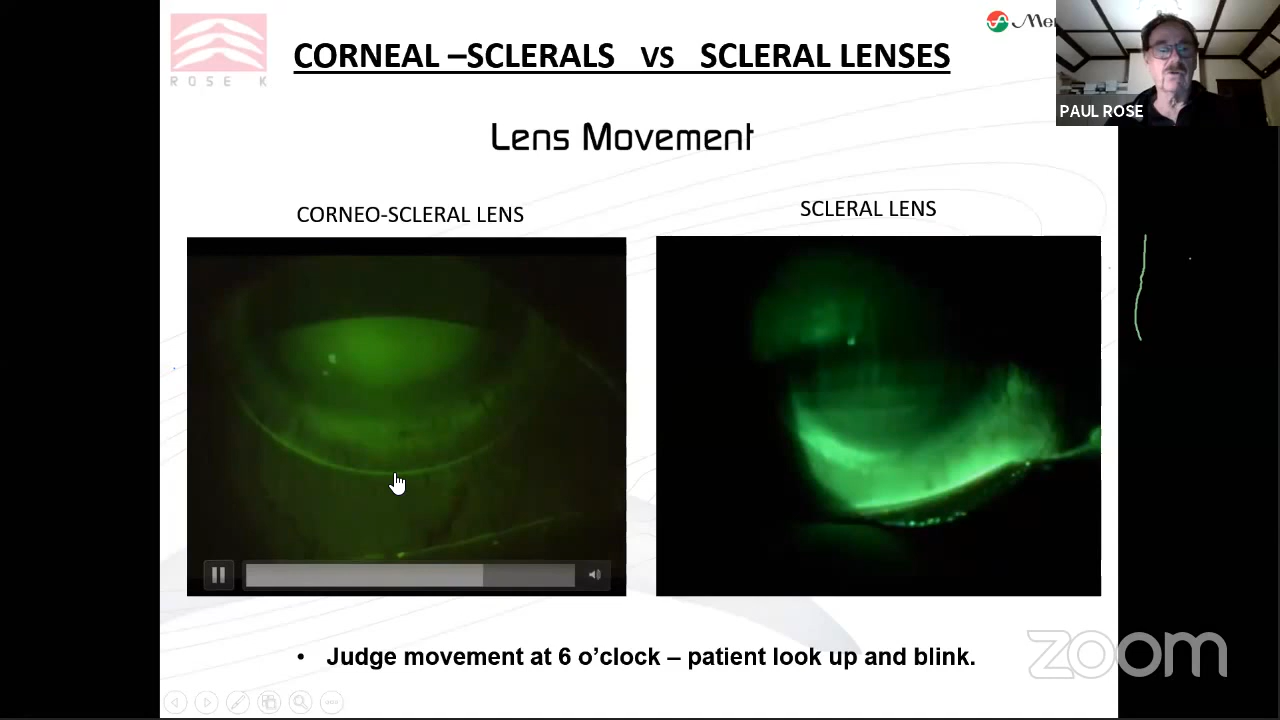 ROSE K
CORNEAL –SCLERALS VS SCLERAL LENSES
PAUL ROSE
Lens Movement
CORNEO-SCLERAL LENS
SCLERAL LENS
• Judge movement at 6 o’clock – patient look up and blink.
zoom